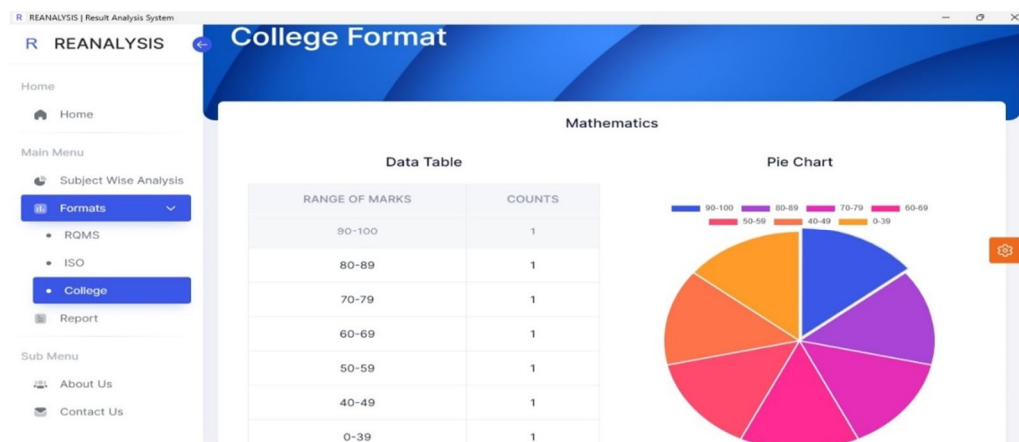 R REANALYSIS | Result Analysis System
R REANALYSIS
Home
Home
Main Menu
Subject Wise Analysis
Formats
RQMS
ISO
College
Report
Sub Menu
About Us
Contact Us
College Format
Mathematics
Data Table
RANGE OF MARKS COUNTS
90-100 1
80-89 1
70-79 1
60-69 1
50-59 1
40-49 1
0-39 1
Pie Chart
90-100 80-89 70-79 60-69
50-59 40-49 0-39